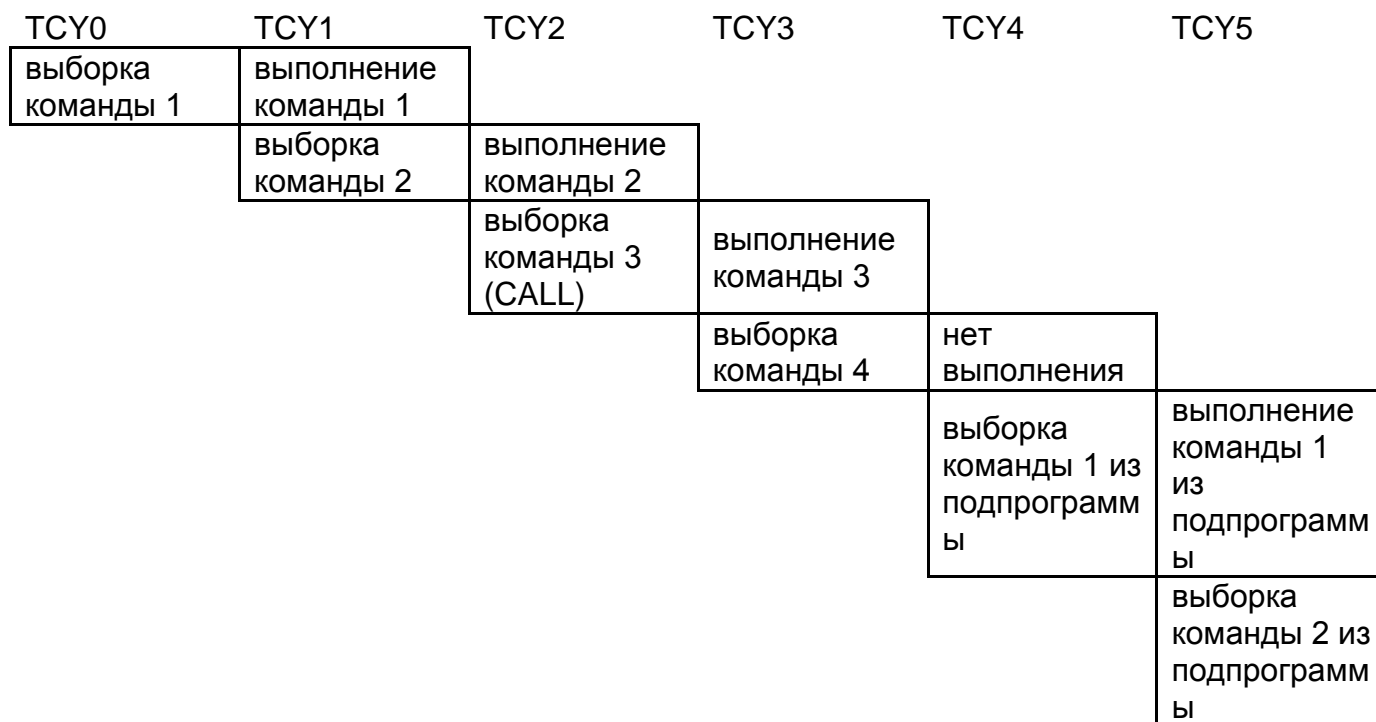 TCY0 TCY1 TCY2 TCY3 TCY4 TCY5
выборка
команды 1
выполнение
команды 1
выборка
команды 2
выполнение
команды 2
выборка
команды 3
(CALL)
выполнение
команды 3
выборка
команды 4
нет
выполнения
выборка
команды 1 из
подпрограмм
ы
выполнение
команды 1
из
подпрограмм
ы
выборка
команды 2 из
подпрограмм
ы